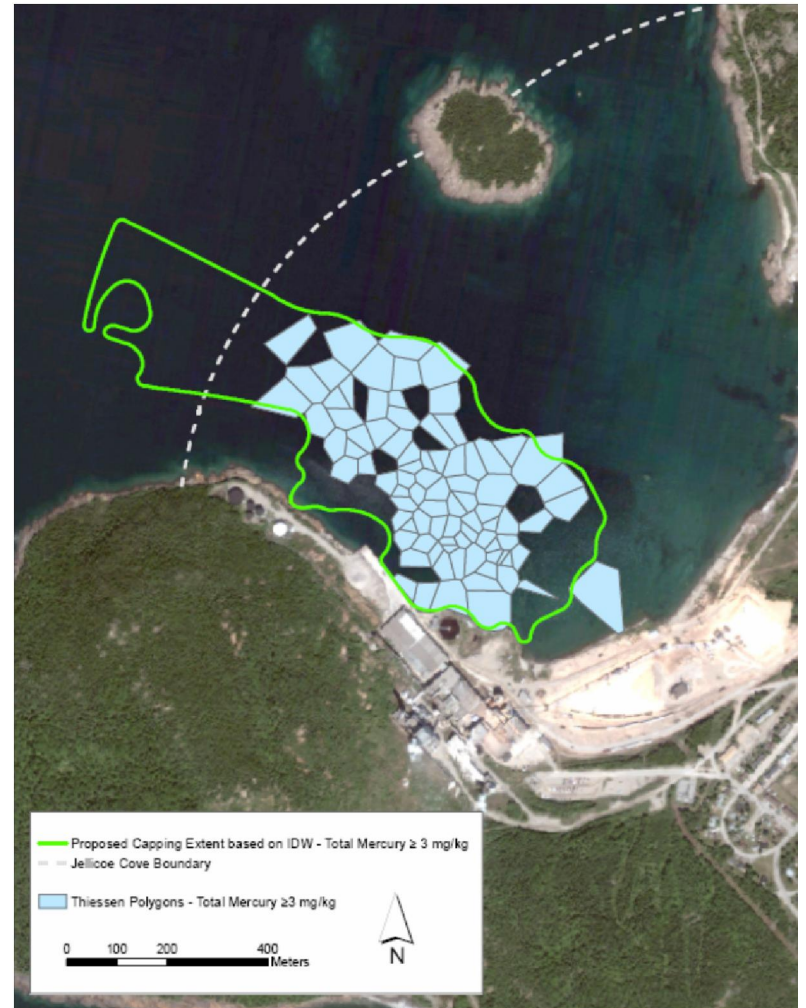 Proposed Capping Extent based on IDW - Total Mercury ≥ 3 mg/kg
Jellicoe Cove Boundary
Thiessen Polygons - Total Mercury ≥3 mg/kg
0 100 200 400
Meters
N